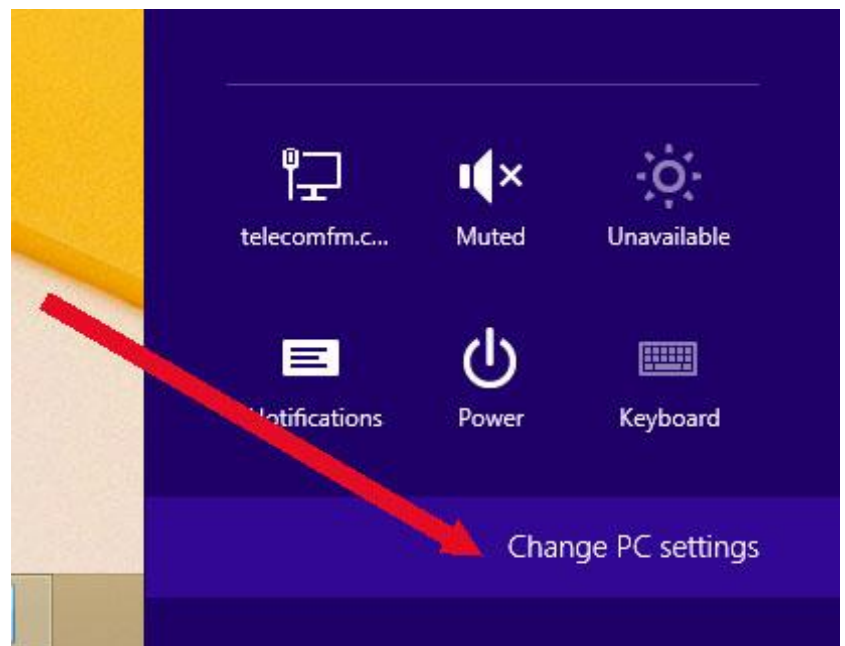 telecomfm.c...
Muted
Unavailable
Notifications
Power
Keyboard
Change PC settings